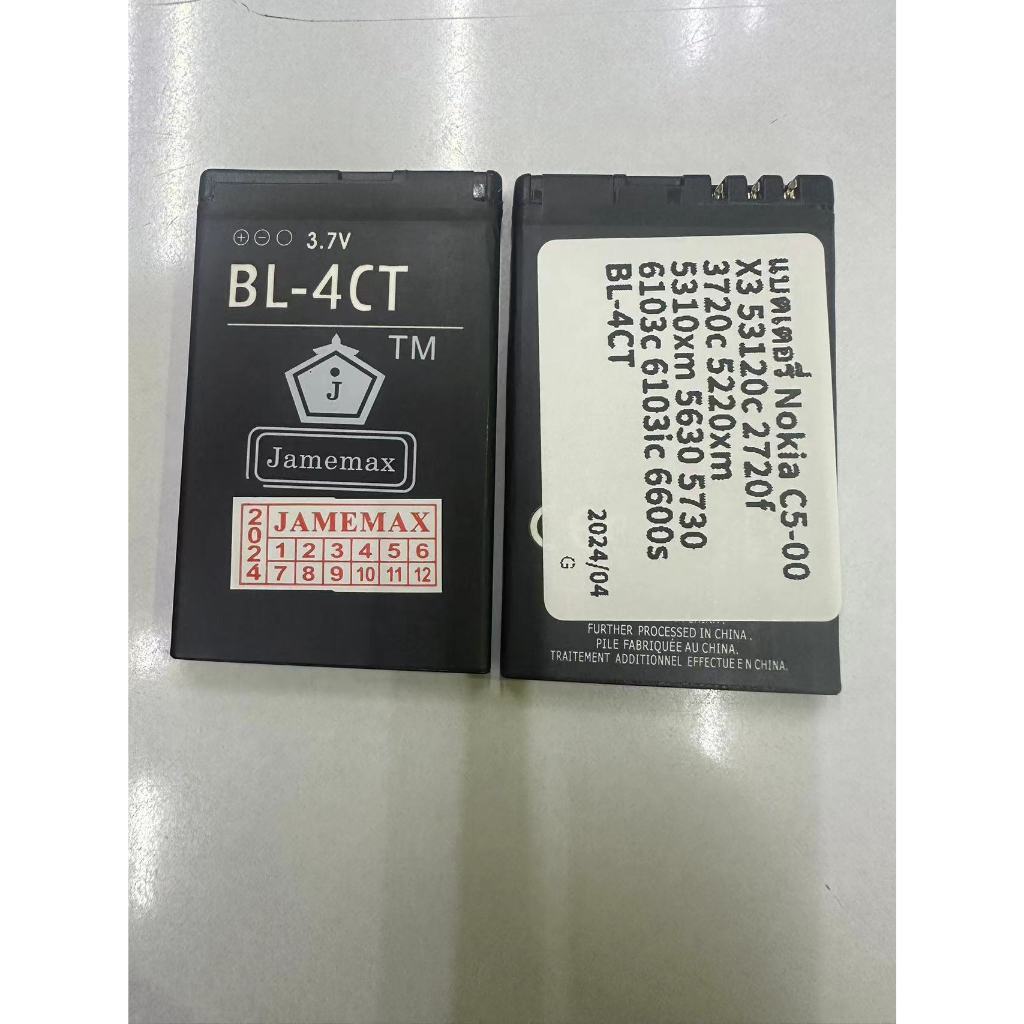 ⊕⊖○ 3.7V
BL-4CT
TM
J
Jamemax
2024
JAMEMAX
1 2 3 4 5 6
7 8 9 10 11 12
แบตเตอรี่ Nokia C5-00
X3 53120c 2720f
3720c 5220xm
5310xm 5630 5730
6103c 6103ic 6600s
BL-4CT
2024/04
G
FURTHER PROCESSED IN CHINA.
PILE FABRIQUÉE AU CHINA.
TRAITEMENT ADDITIONNEL EFFECTUE EN CHINA.